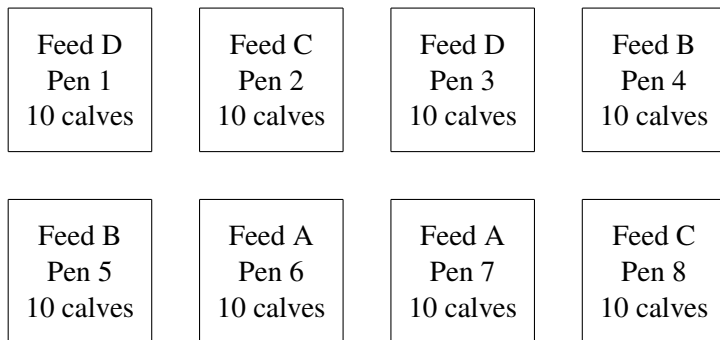 Feed D
Pen 1
10 calves
Feed C
Pen 2
10 calves
Feed D
Pen 3
10 calves
Feed B
Pen 4
10 calves
Feed B
Pen 5
10 calves
Feed A
Pen 6
10 calves
Feed A
Pen 7
10 calves
Feed C
Pen 8
10 calves